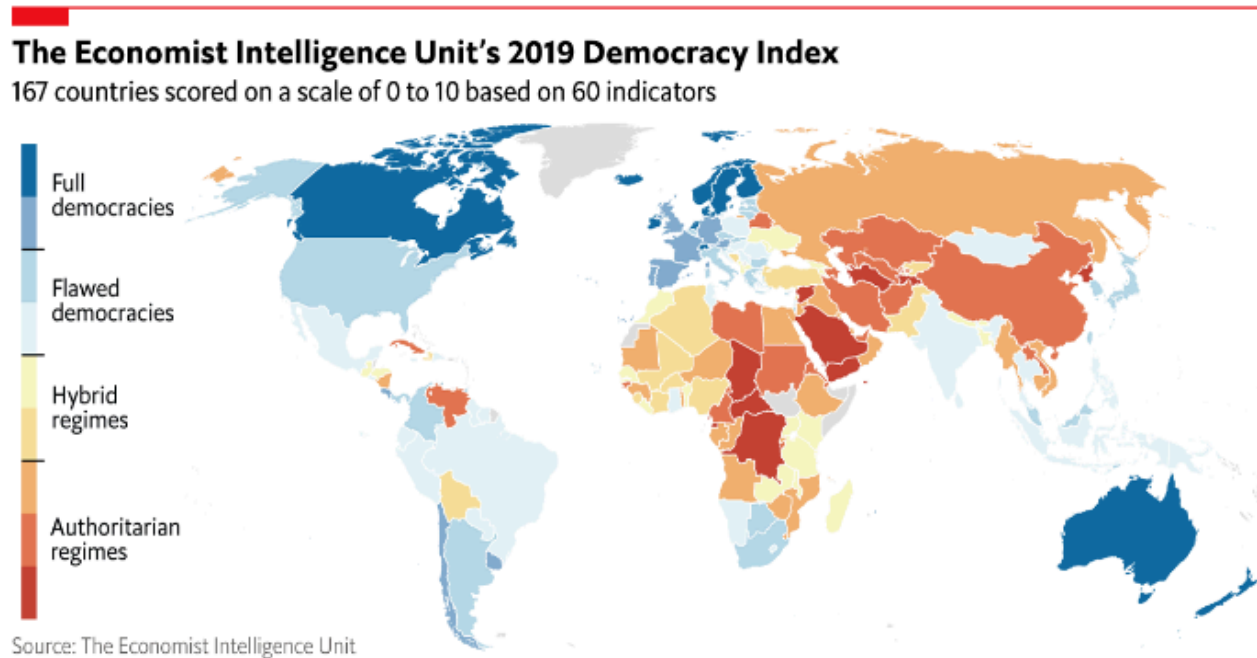 The Economist Intelligence Unit's 2019 Democracy Index
167 countries scored on a scale of 0 to 10 based on 60 indicators
Full
democracies
Flawed
democracies
Hybrid
regimes
Authoritarian
regimes
Source: The Economist Intelligence Unit